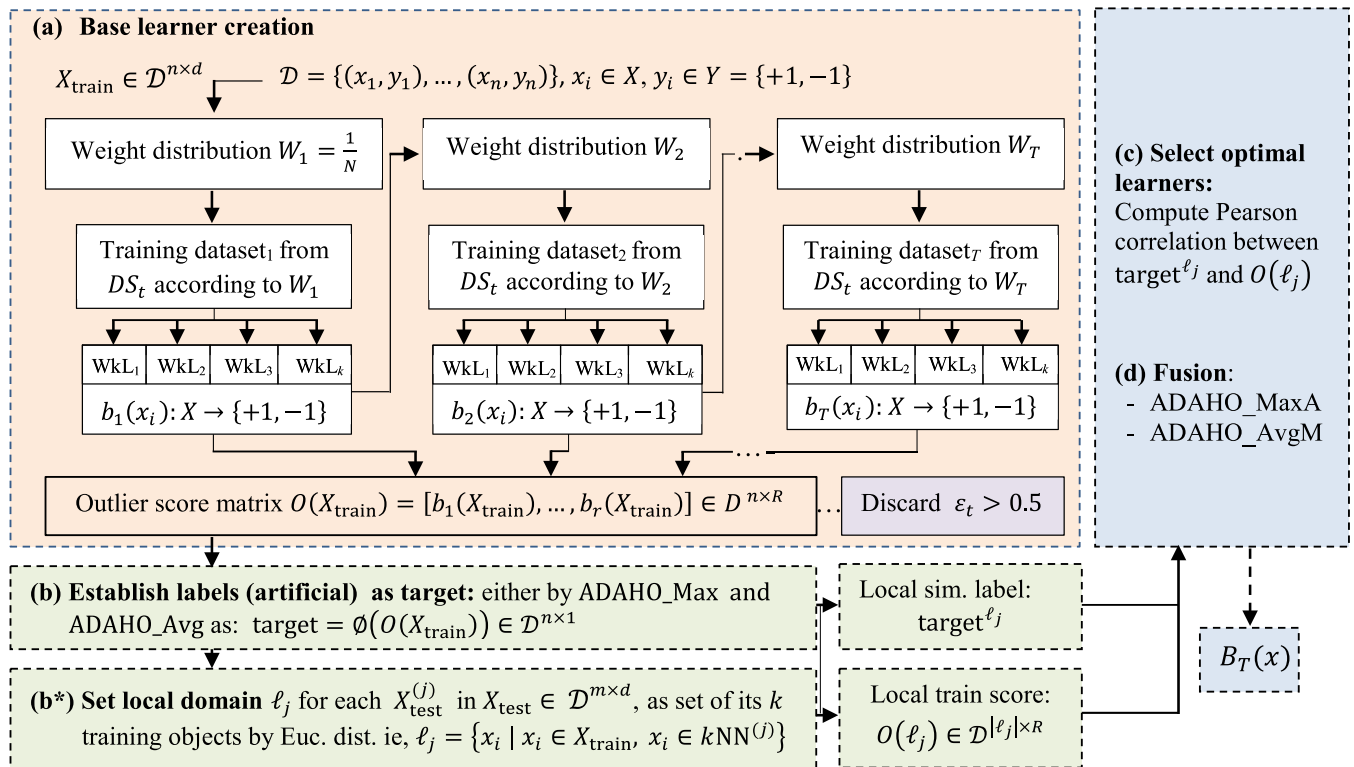 (a) Base learner creation
X_train ∈ 𝒟^{n×d}
𝒟 = {(x_1, y_1), … , (x_n, y_n)}, x_i ∈ X, y_i ∈ Y = {+1, −1}
Weight distribution W_1 = 1/N
Weight distribution W_2
Weight distribution W_T
Training dataset_1 from
DS_t according to W_1
Training dataset_2 from
DS_t according to W_2
Training dataset_T from
DS_t according to W_T
WkL_1 WkL_2 WkL_3 WkL_k
WkL_1 WkL_2 WkL_3 WkL_k
WkL_1 WkL_2 WkL_3 WkL_k
b_1(x_i): X → {+1, −1}
b_2(x_i): X → {+1, −1}
b_T(x_i): X → {+1, −1}
…
Outlier score matrix O(X_train) = [b_1(X_train), … , b_r(X_train)] ∈ D^{n×R}
…
Discard ε_t > 0.5
(b) Establish labels (artificial) as target: either by ADAHO_Max and
ADAHO_Avg as: target = ∅(O(X_train)) ∈ 𝒟^{n×1}
Local sim. label:
target^{ℓ_j}
(b*) Set local domain ℓ_j for each X_test^{(j)} in X_test ∈ 𝒟^{m×d}, as set of its k
training objects by Euc. dist. ie, ℓ_j = {x_i | x_i ∈ X_train, x_i ∈ kNN^{(j)}}
Local train score:
O(ℓ_j) ∈ 𝒟^{|ℓ_j|×R}
(c) Select optimal
learners:
Compute Pearson
correlation between
target^{ℓ_j} and O(ℓ_j)
(d) Fusion:
- ADAHO_MaxA
- ADAHO_AvgM
B_T(x)